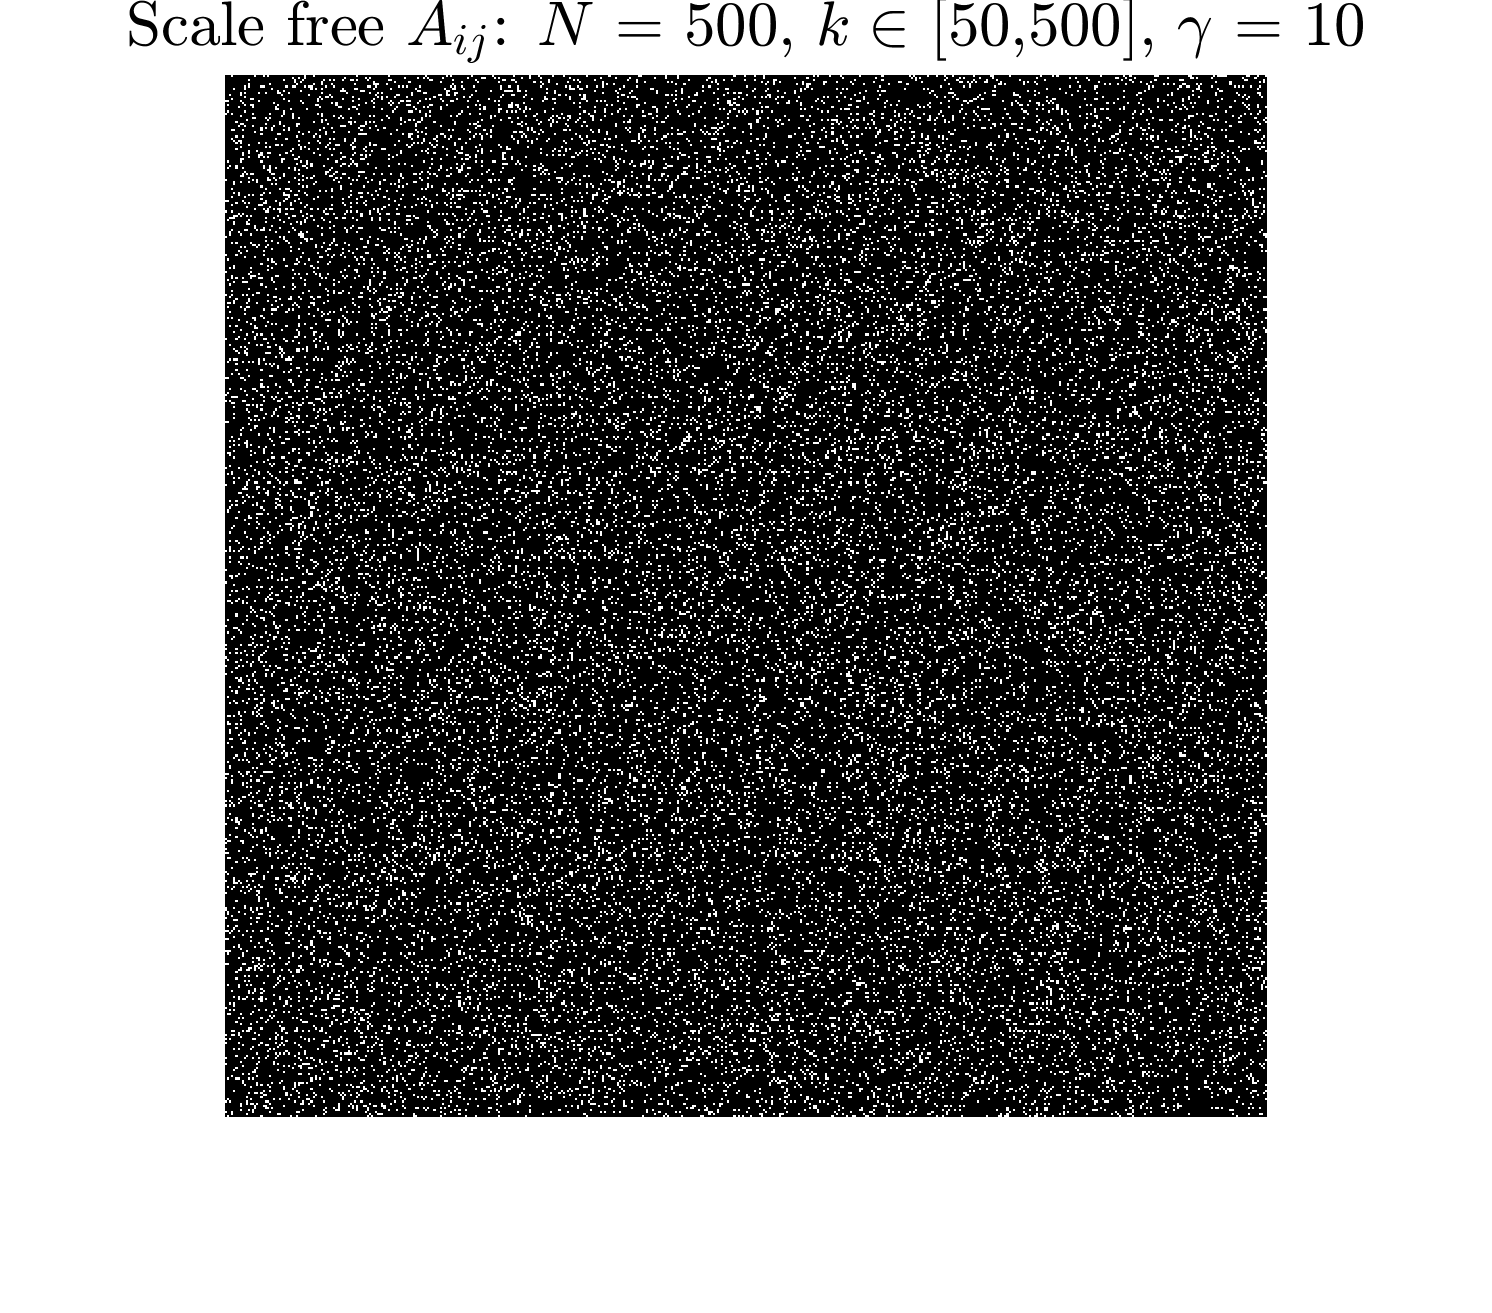 Scale free $A_{ij}$: $N = 500$, $k \in [50,500]$, $\gamma = 10$